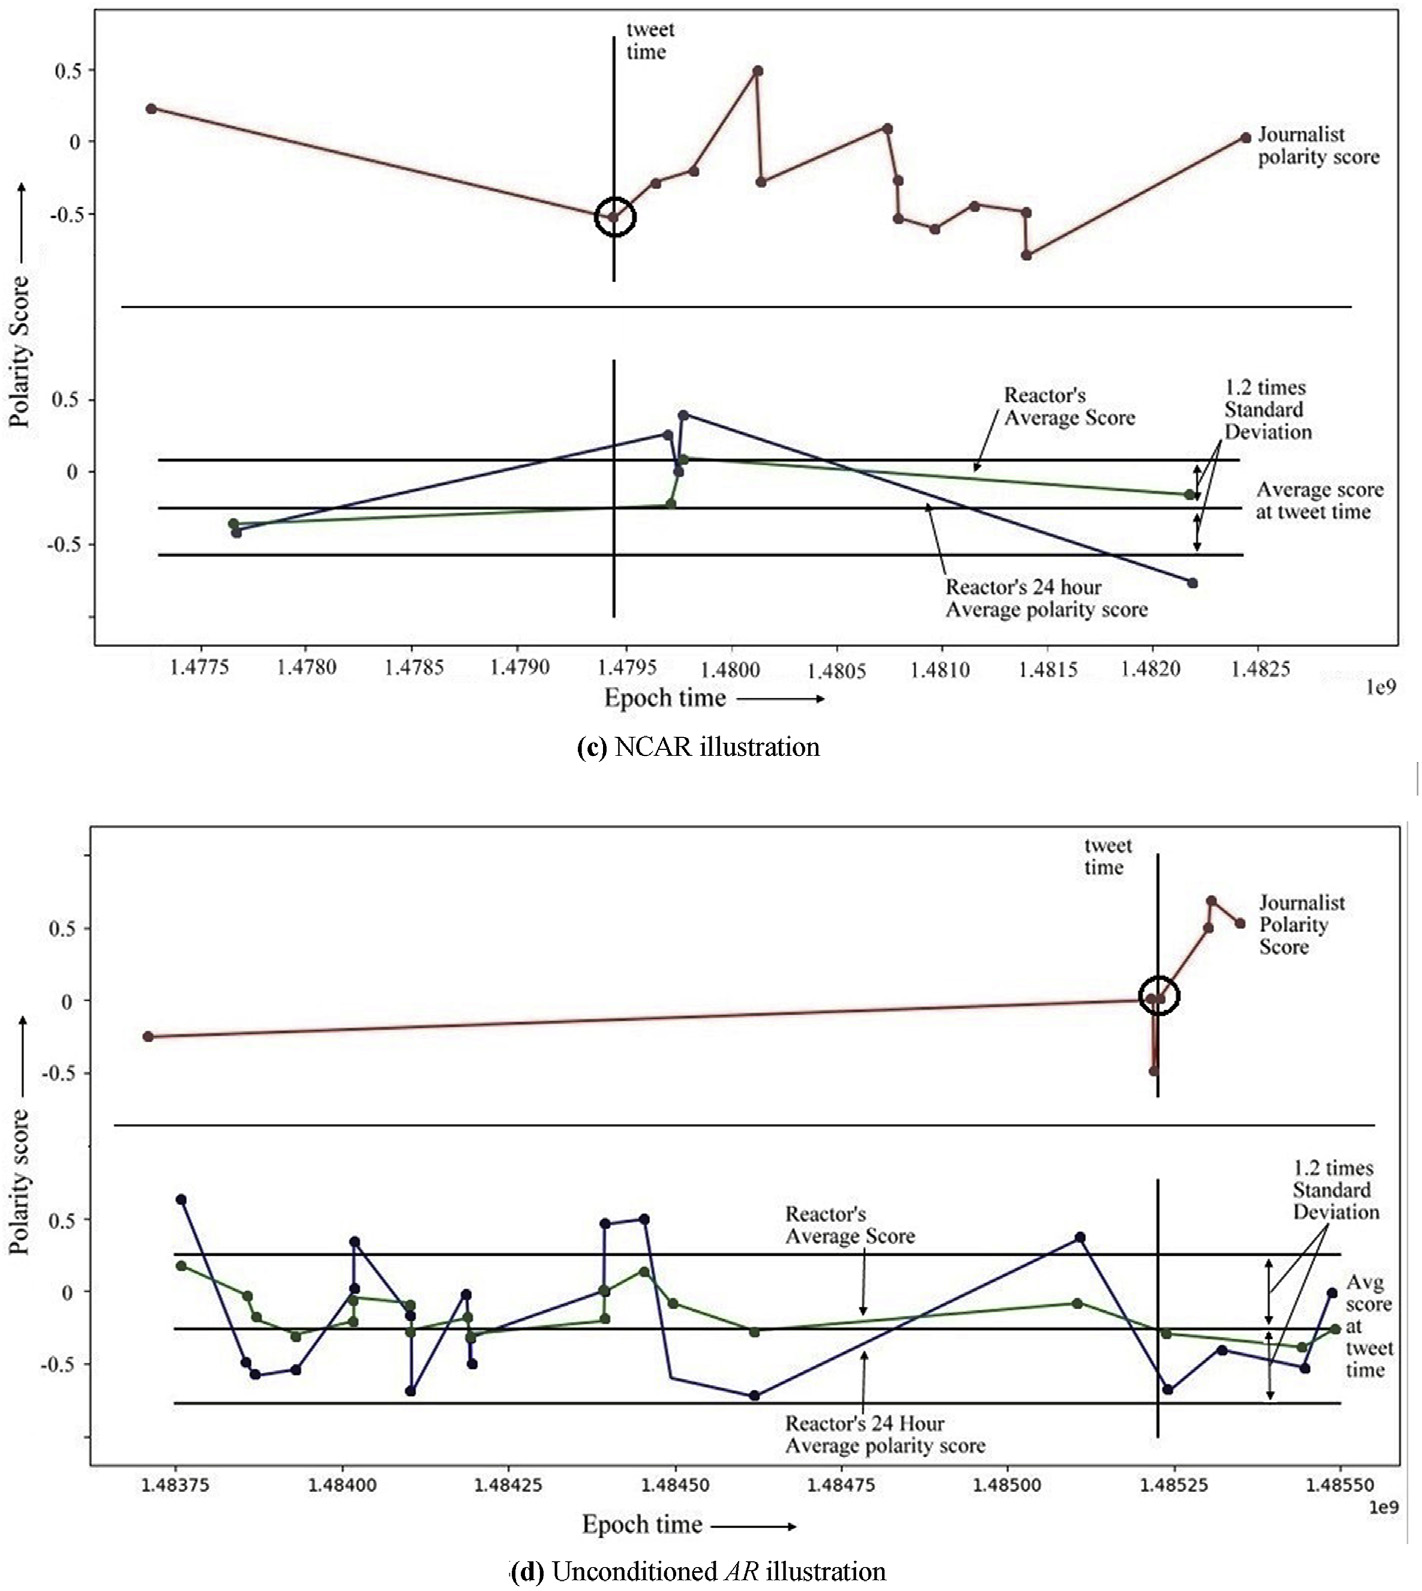 tweet
time
0.5
0
-0.5
Journalist
polarity score
Polarity Score
0.5
0
-0.5
Reactor's
Average Score
1.2 times
Standard
Deviation
Average score
at tweet time
Reactor's 24 hour
Average polarity score
1.4775 1.4780 1.4785 1.4790 1.4795 1.4800 1.4805 1.4810 1.4815 1.4820 1.4825
1e9
Epoch time
(c) NCAR illustration
tweet
time
0.5
0
-0.5
Journalist
Polarity
Score
Polarity score
0.5
0
-0.5
Reactor's
Average Score
1.2 times
Standard
Deviation
Avg
score
at
tweet
time
Reactor's 24 Hour
Average polarity score
1.48375 1.48400 1.48425 1.48450 1.48475 1.48500 1.48525 1.48550
1e9
Epoch time
(d) Unconditioned AR illustration